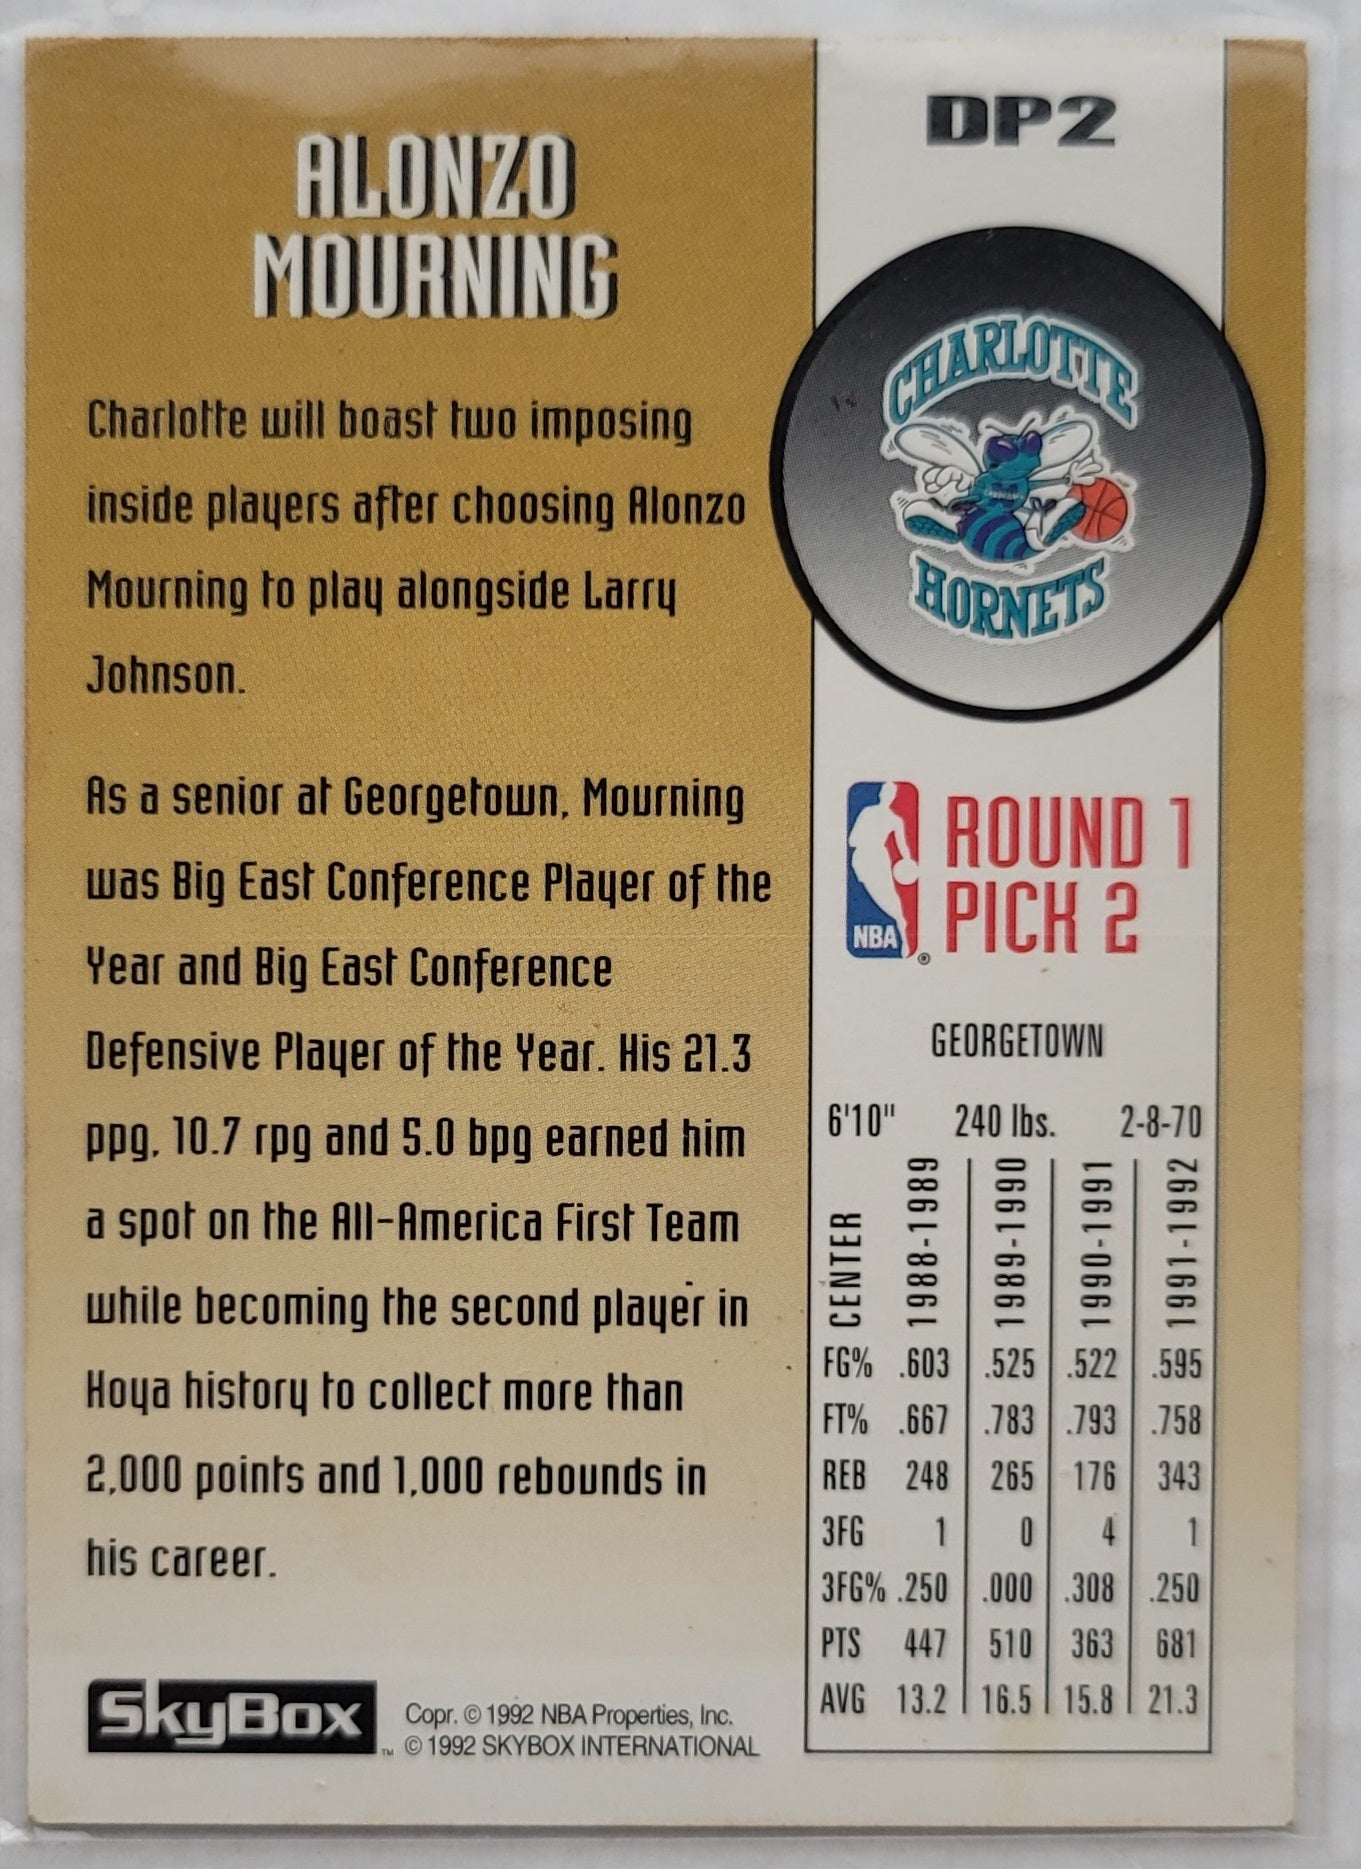 DP2
ALONZO
MOURNING
CHARLOTTE
HORNETS
Charlotte will boast two imposing
inside players after choosing Alonzo
Mourning to play alongside Larry
Johnson.
As a senior at Georgetown, Mourning
was Big East Conference Player of the
Year and Big East Conference
Defensive Player of the Year. His 21.3
ppg, 10.7 rpg and 5.0 bpg earned him
a spot on the All-America First Team
while becoming the second player in
Hoya history to collect more than
2,000 points and 1,000 rebounds in
his career.
SkyBox™
Copr. © 1992 NBA Properties, Inc.
© 1992 SKYBOX INTERNATIONAL
NBA ®
ROUND 1
PICK 2
GEORGETOWN
6'10" 240 lbs. 2-8-70
CENTER 1988-1989 1989-1990 1990-1991 1991-1992
FG% .603 .525 .522 .595
FT% .667 .783 .793 .758
REB 248 265 176 343
3FG 1 0 4 1
3FG% .250 .000 .308 .250
PTS 447 510 363 681
AVG 13.2 16.5 15.8 21.3